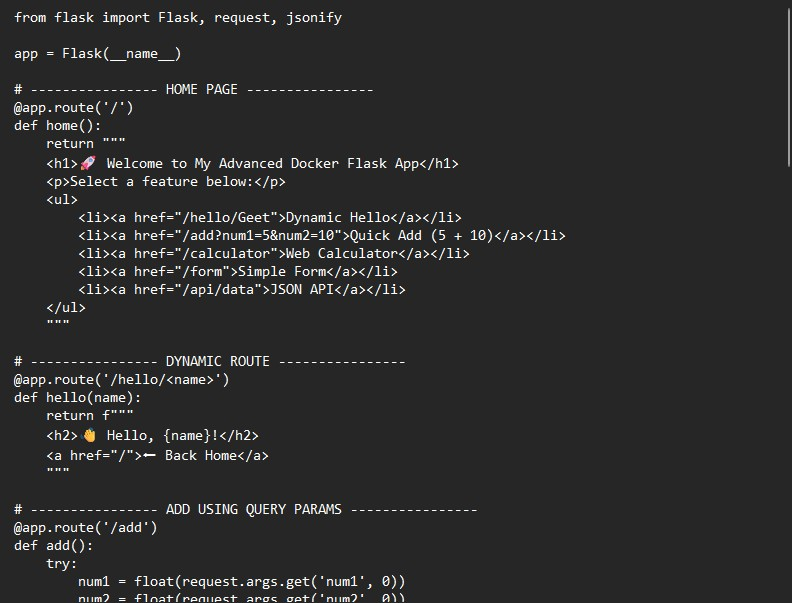 from flask import Flask, request, jsonify
app = Flask(__name__)
# ---------------- HOME PAGE ----------------
@app.route('/')
def home():
    return """
    <h1>🚀 Welcome to My Advanced Docker Flask App</h1>
    <p>Select a feature below:</p>
    <ul>
        <li><a href="/hello/Geet">Dynamic Hello</a></li>
        <li><a href="/add?num1=5&num2=10">Quick Add (5 + 10)</a></li>
        <li><a href="/calculator">Web Calculator</a></li>
        <li><a href="/form">Simple Form</a></li>
        <li><a href="/api/data">JSON API</a></li>
    </ul>
    """
# ---------------- DYNAMIC ROUTE ----------------
@app.route('/hello/<name>')
def hello(name):
    return f"""
    <h2>👋 Hello, {name}!</h2>
    <a href="/">⬅ Back Home</a>
    """
# ---------------- ADD USING QUERY PARAMS ----------------
@app.route('/add')
def add():
    try:
        num1 = float(request.args.get('num1', 0))
        num2 = float(request.args.get('num2', 0))